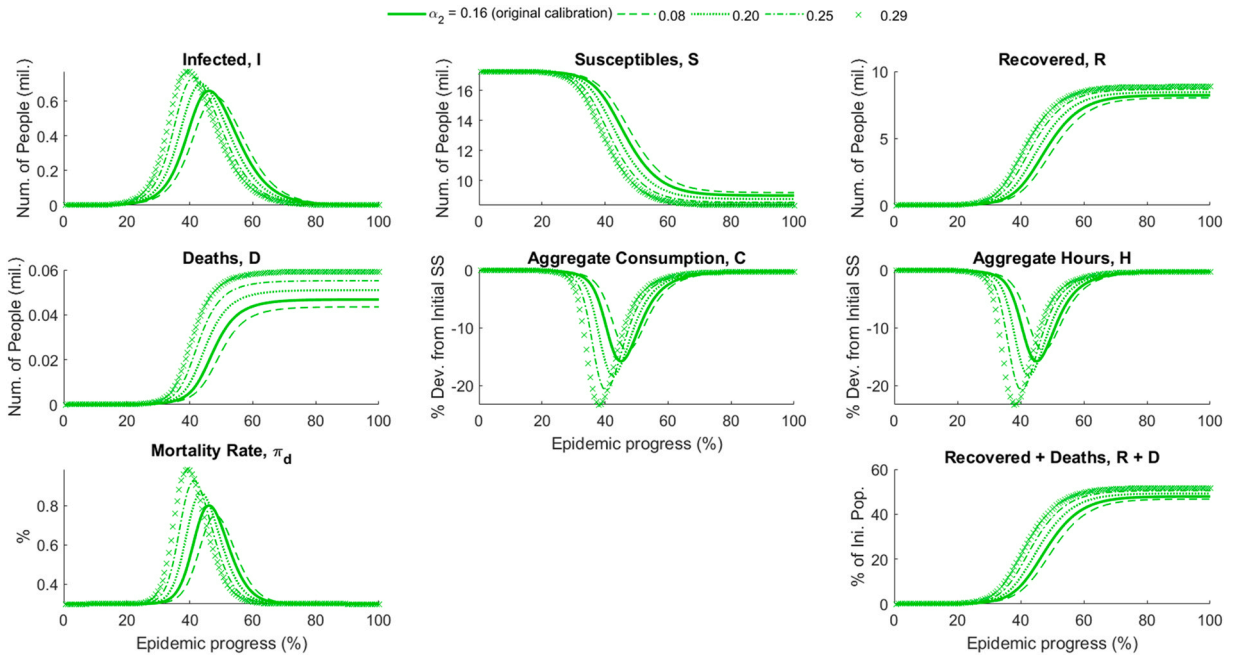 α2 = 0.16 (original calibration) 0.08 0.20 0.25 0.29
Infected, I
Num. of People (mil.)
0.6
0.4
0.2
0
0 20 40 60 80 100
Susceptibles, S
Num. of People (mil.)
16
14
12
10
0 20 40 60 80 100
Recovered, R
Num. of People (mil.)
10
5
0
0 20 40 60 80 100
Deaths, D
Num. of People (mil.)
0.06
0.04
0.02
0
0 20 40 60 80 100
Aggregate Consumption, C
% Dev. from Initial SS
0
-10
-20
0 20 40 60 80 100
Epidemic progress (%)
Aggregate Hours, H
% Dev. from Initial SS
0
-10
-20
0 20 40 60 80 100
Mortality Rate, πd
%
0.8
0.6
0.4
0 20 40 60 80 100
Epidemic progress (%)
Recovered + Deaths, R + D
% of Ini. Pop.
60
40
20
0
0 20 40 60 80 100
Epidemic progress (%)